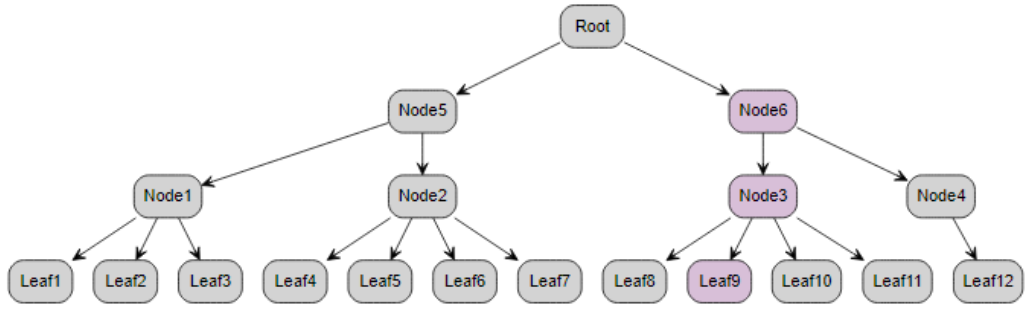 Root
Node5
Node6
Node1
Node2
Node3
Node4
Leaf1
Leaf2
Leaf3
Leaf4
Leaf5
Leaf6
Leaf7
Leaf8
Leaf9
Leaf10
Leaf11
Leaf12